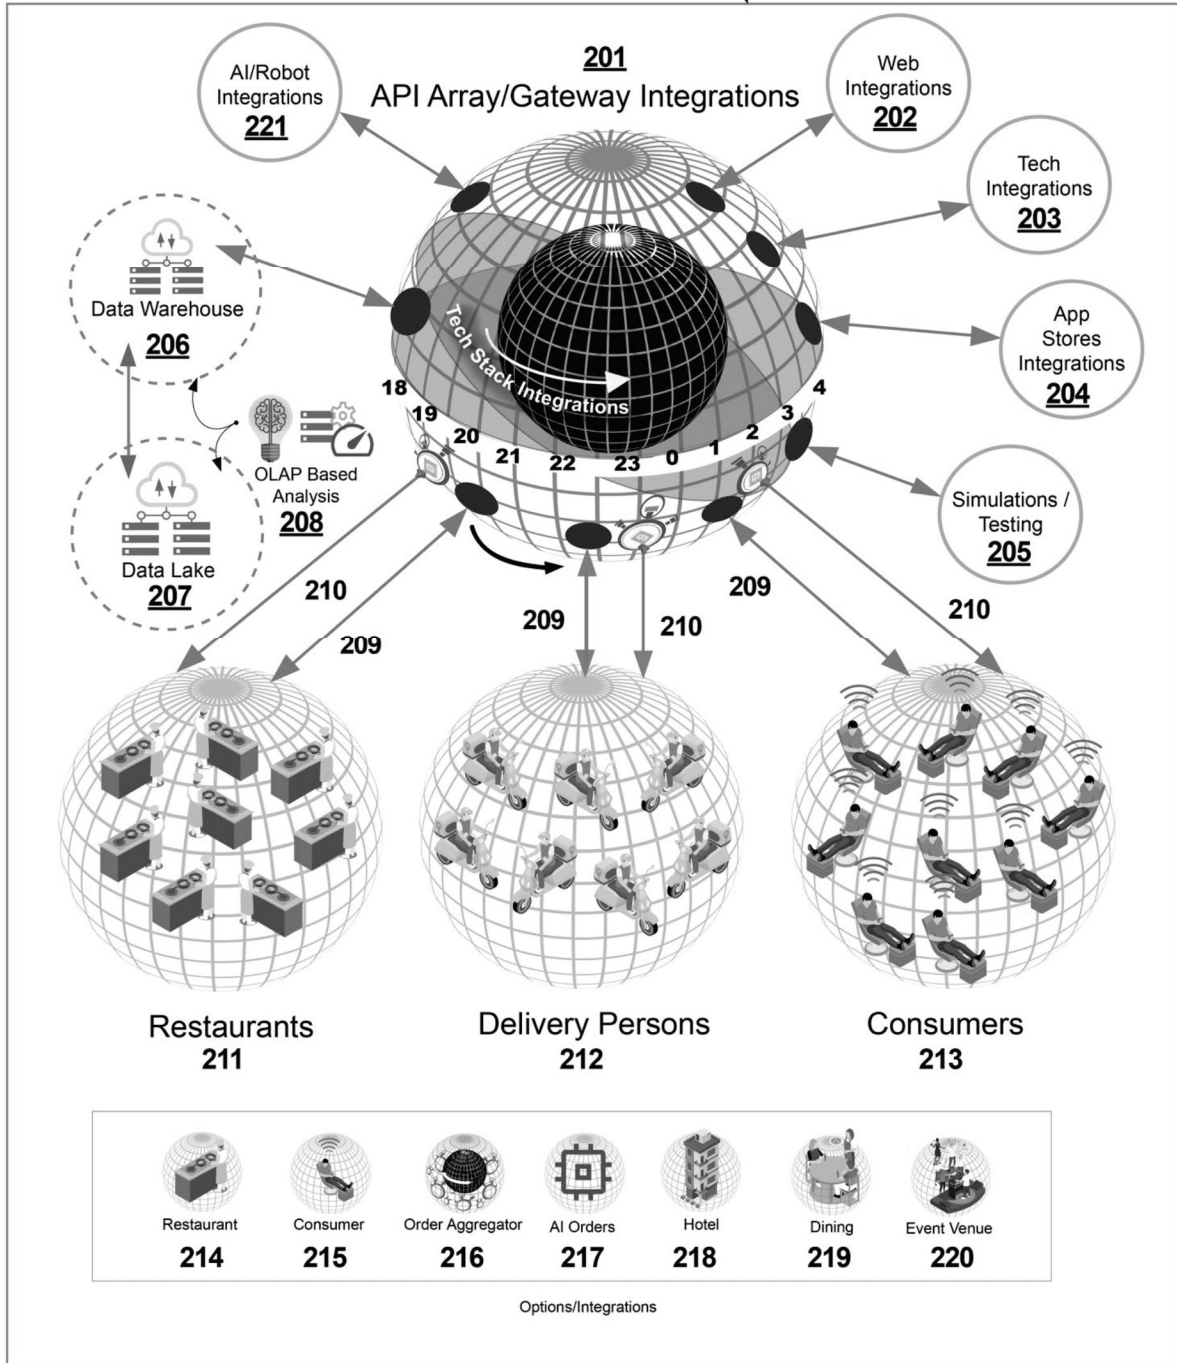 201
API Array/Gateway Integrations
AI/Robot
Integrations
221
Web
Integrations
202
Tech
Integrations
203
App
Stores
Integrations
204
Simulations /
Testing
205
Data Warehouse
206
Data Lake
207
OLAP Based
Analysis
208
Tech Stack Integrations
18
19
20
21
22
23
0
1
2
3
4
210
209
209
210
209
210
Restaurants
211
Delivery Persons
212
Consumers
213
Restaurant
214
Consumer
215
Order Aggregator
216
AI Orders
217
Hotel
218
Dining
219
Event Venue
220
Options/Integrations